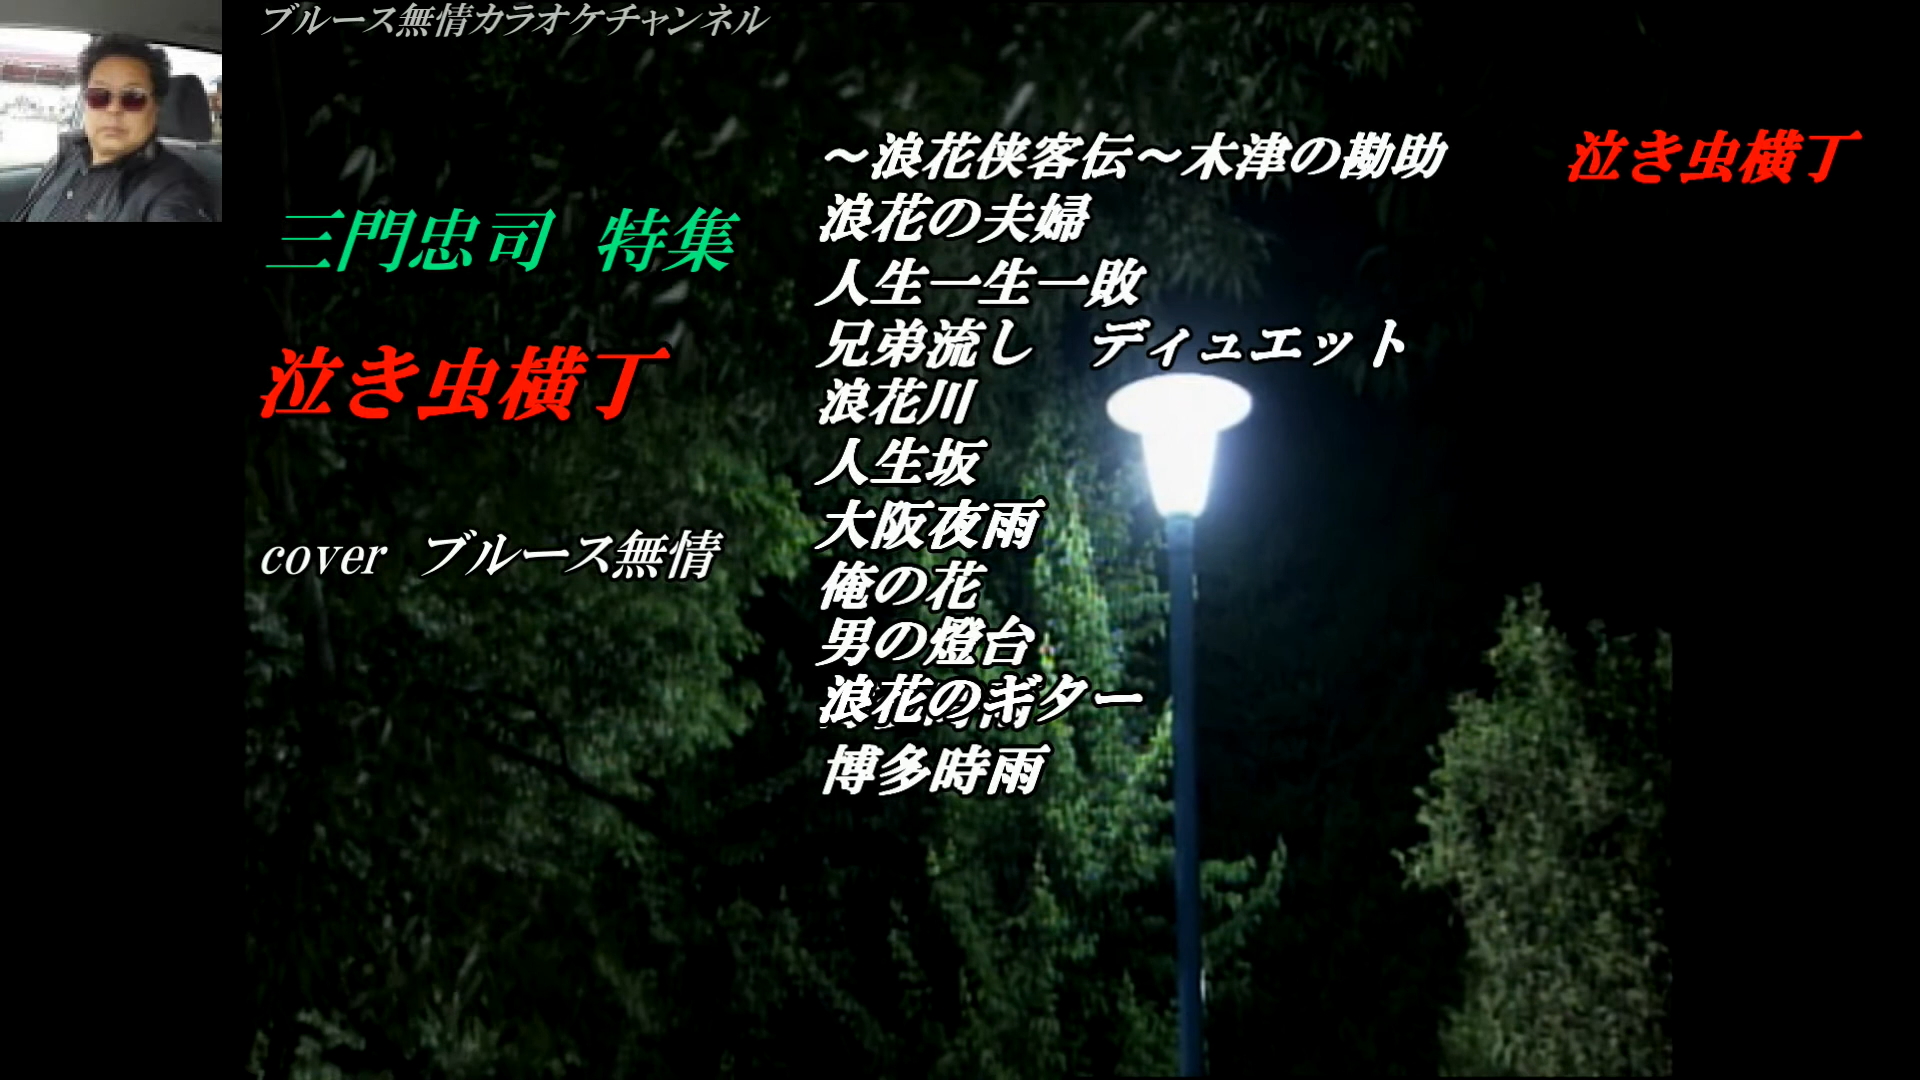 ブルース無情カラオケチャンネル
三門忠司　特集
泣き虫横丁
cover　ブルース無情
～浪花侠客伝～木津の勘助
浪花の夫婦
人生一生一敗
兄弟流し　ディュエット
浪花川
人生坂
大阪夜雨
俺の花
男の燈台
浪花のギター
博多時雨
泣き虫横丁